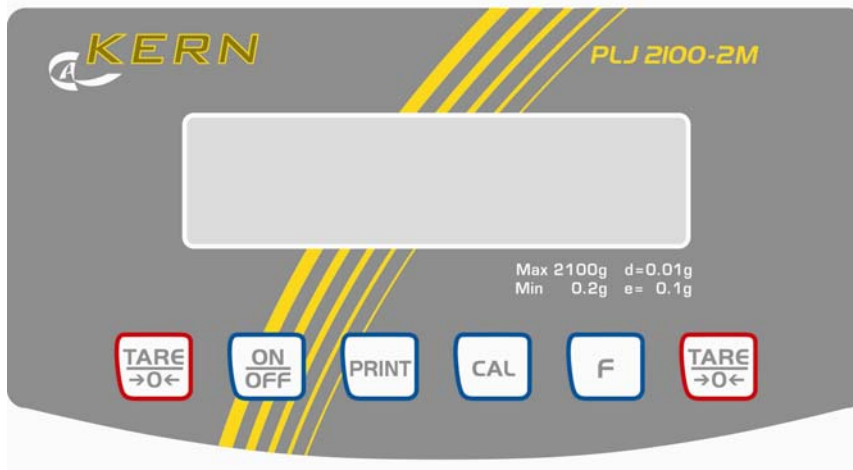 KERN
A
PLJ 2100-2M
Max 2100g d=0.01g
Min 0.2g e= 0.1g
TARE
→0←
ON
OFF
PRINT
CAL
F
TARE
→0←